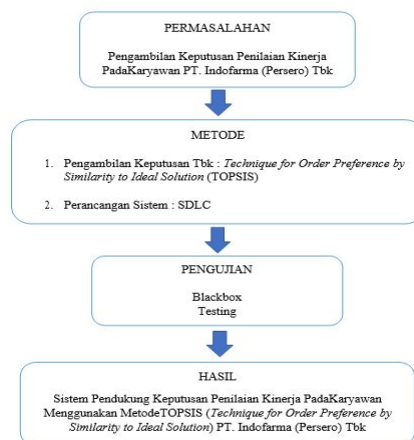 PERMASALAHAN
Pengambilan Keputusan Penilaian Kinerja
PadaKaryawan PT. Indofarma (Persero) Tbk
METODE
1. Pengambilan Keputusan Tbk : Technique for Order Preference by
Similarity to Ideal Solution (TOPSIS)
2. Perancangan Sistem : SDLC
PENGUJIAN
Blackbox
Testing
HASIL
Sistem Pendukung Keputusan Penilaian Kinerja PadaKaryawan
Menggunakan MetodeTOPSIS (Technique for Order Preference by
Similarity to Ideal Solution) PT. Indofarma (Persero) Tbk